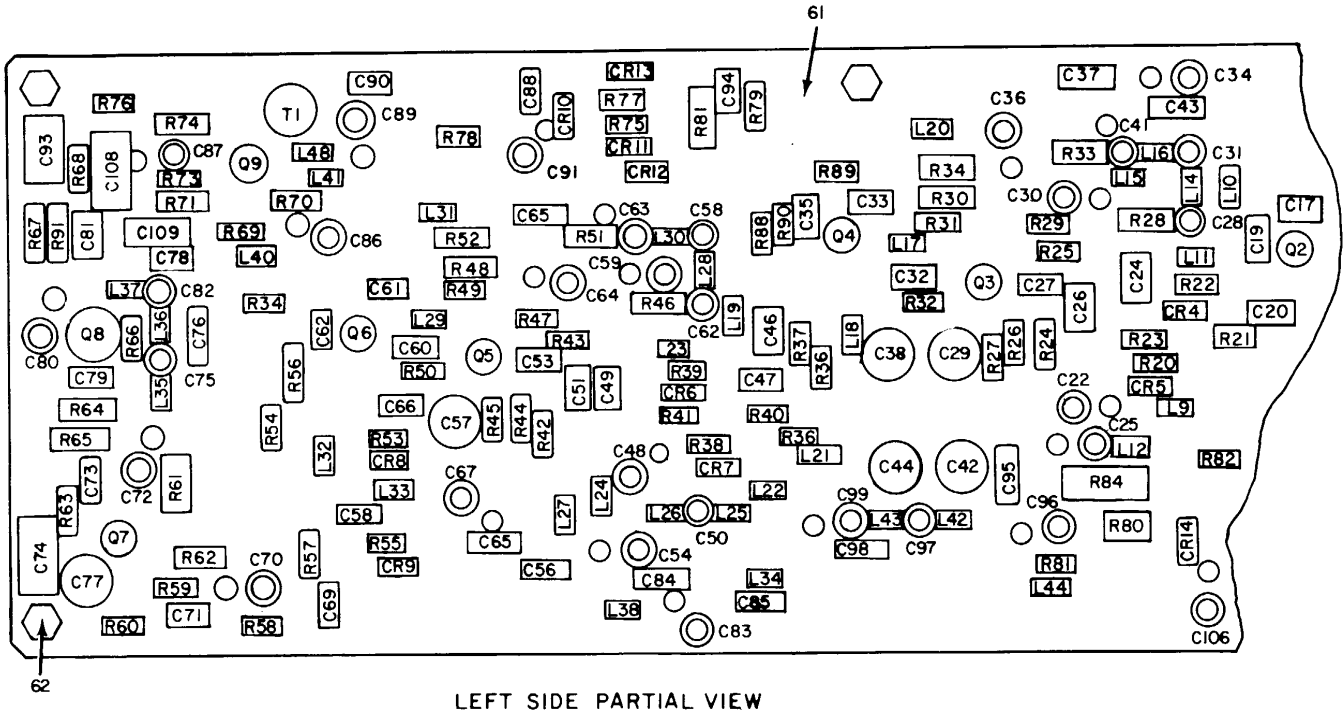 61
CR13
C90
C88
C94
C37
C34
R76
R77
R79
C43
T1
C89
CR10
R81
C36
R74
R75
L20
C41
C93
R78
CR11
C87
L48
R33
L16
C31
R68
C108
Q9
C91
CR12
R89
R34
R73
L41
L15
L14
L10
R71
R70
C30
R30
C33
C17
L31
C65
C63
C58
C35
R90
R88
R31
R29
R28
C28
R67
R91
C81
C109
R69
C86
R52
R51
L30
Q4
L17
R25
C19
Q2
C78
L40
R48
C59
L28
L11
C82
L37
C61
R49
C64
C32
Q3
C27
C24
R22
R34
R46
R32
C26
CR4
C20
L36
C76
C62
L29
R47
C62
L19
C46
L18
Q8
R66
Q6
R43
R37
R23
R21
C80
C60
Q5
C53
L23
C38
C29
R27
R26
R24
C75
R56
R50
R39
R36
R20
C79
L35
C51
C49
CR6
C47
CR5
R64
C66
C57
R45
R44
R41
R40
C22
L9
R54
R42
C25
R65
R53
R38
R36
L12
L32
CR8
C48
CR7
L21
C44
C42
C95
R82
C73
C72
R61
C67
L24
R84
L33
L22
R63
C58
L27
L26
L25
C99
L43
L42
C96
R80
C74
Q7
R55
C65
C50
C98
C97
CR14
R62
R57
C54
C70
CR9
C56
C84
L34
R81
C77
R59
L44
C69
C71
L38
C85
R60
R58
C83
C106
62
LEFT SIDE PARTIAL VIEW